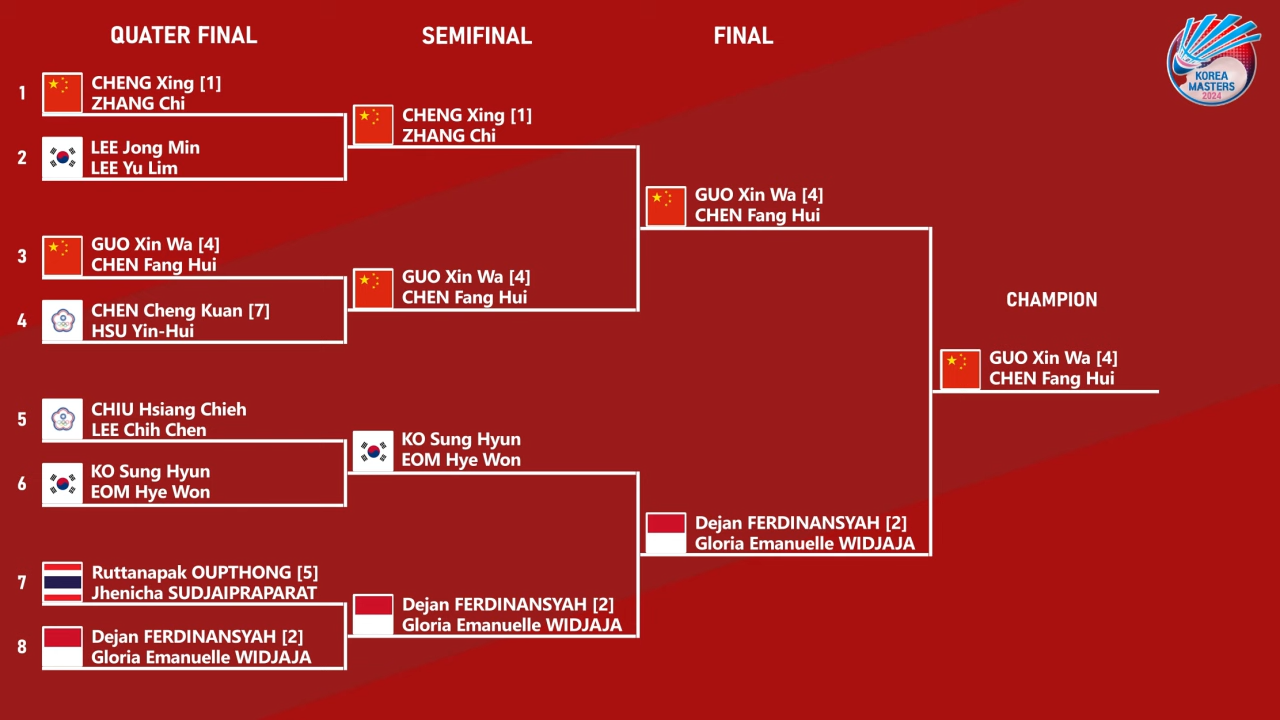 QUATER FINAL
SEMIFINAL
FINAL
KOREA
MASTERS
2024
1
CHENG Xing [1]
ZHANG Chi
2
LEE Jong Min
LEE Yu Lim
3
GUO Xin Wa [4]
CHEN Fang Hui
4
CHEN Cheng Kuan [7]
HSU Yin-Hui
5
CHIU Hsiang Chieh
LEE Chih Chen
6
KO Sung Hyun
EOM Hye Won
7
Ruttanapak OUPTHONG [5]
Jhenicha SUDJAIPRAPARAT
8
Dejan FERDINANSYAH [2]
Gloria Emanuelle WIDJAJA
CHENG Xing [1]
ZHANG Chi
GUO Xin Wa [4]
CHEN Fang Hui
KO Sung Hyun
EOM Hye Won
Dejan FERDINANSYAH [2]
Gloria Emanuelle WIDJAJA
GUO Xin Wa [4]
CHEN Fang Hui
Dejan FERDINANSYAH [2]
Gloria Emanuelle WIDJAJA
CHAMPION
GUO Xin Wa [4]
CHEN Fang Hui